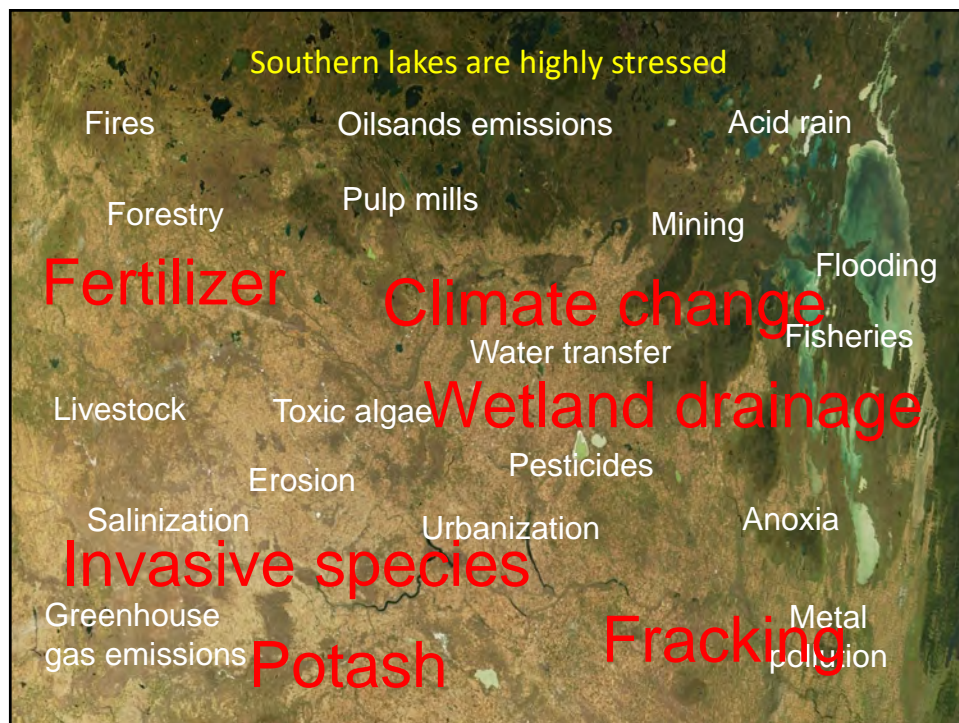 Southern lakes are highly stressed
Fires
Oilsands emissions
Acid rain
Pulp mills
Forestry
Mining
Flooding
Fertilizer
Climate change
Fisheries
Water transfer
Livestock
Toxic algae
Wetland drainage
Pesticides
Erosion
Salinization
Urbanization
Anoxia
Invasive species
Greenhouse
gas emissions
Potash
Fracking
Metal
pollution